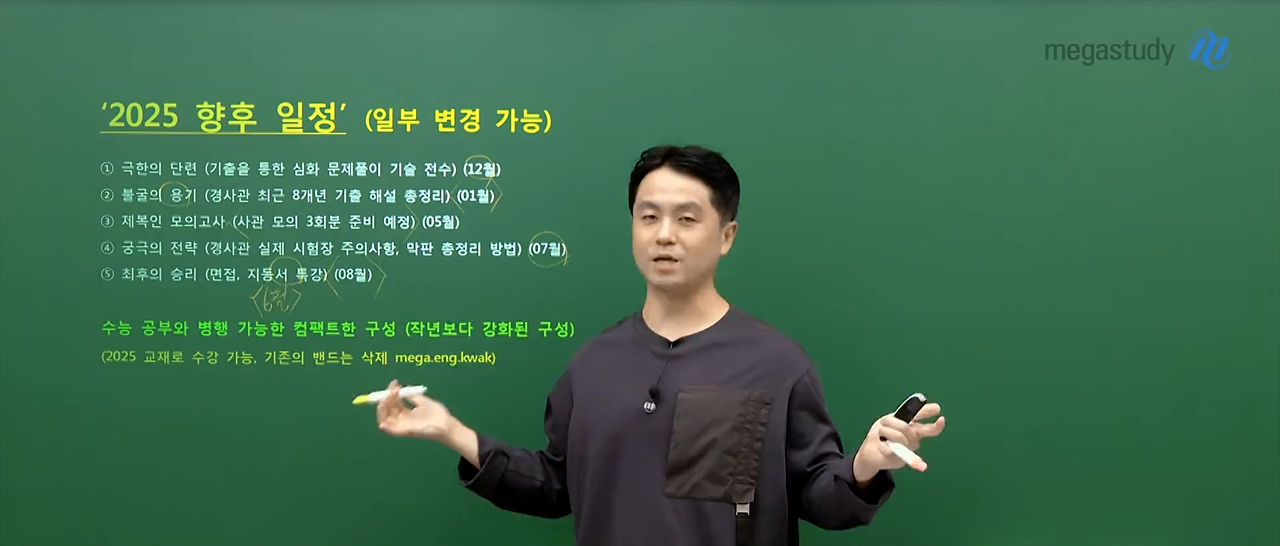 megastudy
‘2025 향후 일정’ (일부 변경 가능)
① 극한의 단련 (기출을 통한 심화 문제풀이 기술 전수) (12월)
② 불굴의 용기 (경사관 최근 8개년 기출 해설 총정리) (01월)
③ 제복인 모의고사 (사관 모의 3회분 준비 예정) (05월)
④ 궁극의 전략 (경사관 실제 시험장 주의사항, 막판 총정리 방법) (07월)
⑤ 최후의 승리 (면접, 지동서 특강) (08월)
수능 공부와 병행 가능한 컴팩트한 구성 (작년보다 강화된 구성)
(2025 교재로 수강 가능, 기존의 밴드는 삭제 mega.eng.kwak)